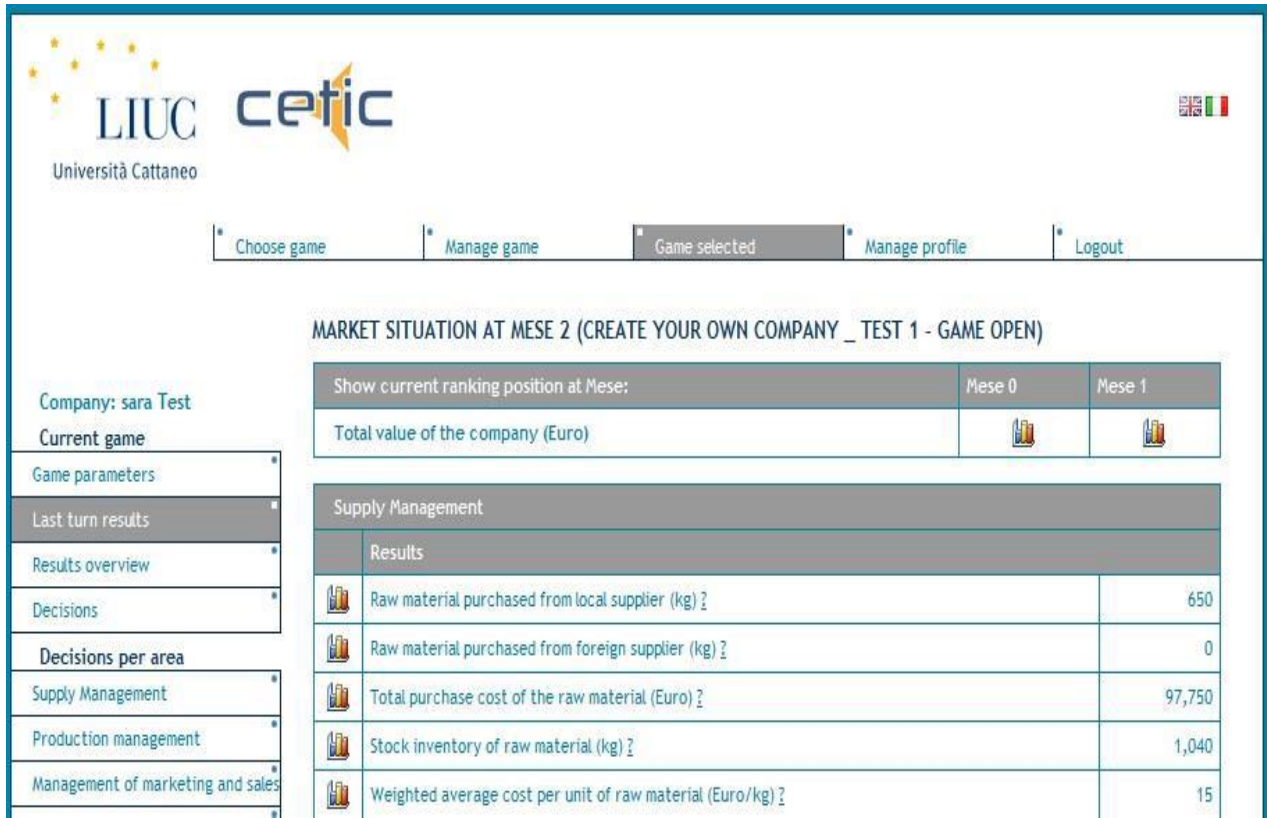 LIUC
cetic
Università Cattaneo
Choose game
Manage game
Game selected
Manage profile
Logout
MARKET SITUATION AT MESE 2 (CREATE YOUR OWN COMPANY _ TEST 1 - GAME OPEN)
Company: sara Test
Current game
Game parameters
Last turn results
Results overview
Decisions
Decisions per area
Supply Management
Production management
Management of marketing and sales
Show current ranking position at Mese: Mese 0 Mese 1
Total value of the company (Euro)
Supply Management
Results
Raw material purchased from local supplier (kg) ? 650
Raw material purchased from foreign supplier (kg) ? 0
Total purchase cost of the raw material (Euro) ? 97,750
Stock inventory of raw material (kg) ? 1,040
Weighted average cost per unit of raw material (Euro/kg) ? 15